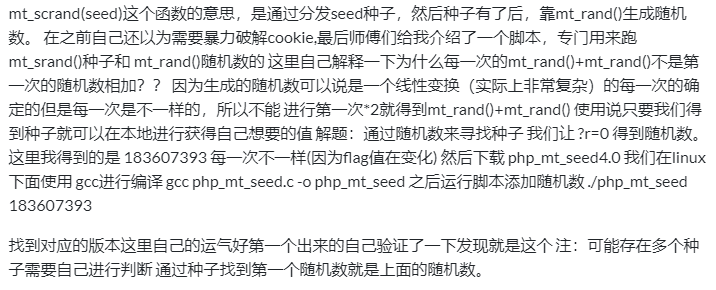 mt_scrand(seed)这个函数的意思，是通过分发seed种子，然后种子有了后，靠mt_rand()生成随机
数。 在之前自己还以为需要暴力破解cookie,最后师傅们给我介绍了一个脚本，专门用来跑
mt_srand()种子和 mt_rand()随机数的 这里自己解释一下为什么每一次的mt_rand()+mt_rand()不是第
一次的随机数相加？？ 因为生成的随机数可以说是一个线性变换（实际上非常复杂）的每一次的确
定的但是每一次是不一样的，所以不能 进行第一次*2就得到mt_rand()+mt_rand() 使用说只要我们得
到种子就可以在本地进行获得自己想要的值 解题：通过随机数来寻找种子 我们让 ?r=0 得到随机数。
这里我得到的是 183607393 每一次不一样(因为flag值在变化) 然后下载 php_mt_seed4.0 我们在linux
下面使用 gcc进行编译 gcc php_mt_seed.c -o php_mt_seed 之后运行脚本添加随机数 ./php_mt_seed
183607393
找到对应的版本这里自己的运气好第一个出来的自己验证了一下发现就是这个 注：可能存在多个种
子需要自己进行判断 通过种子找到第一个随机数就是上面的随机数。